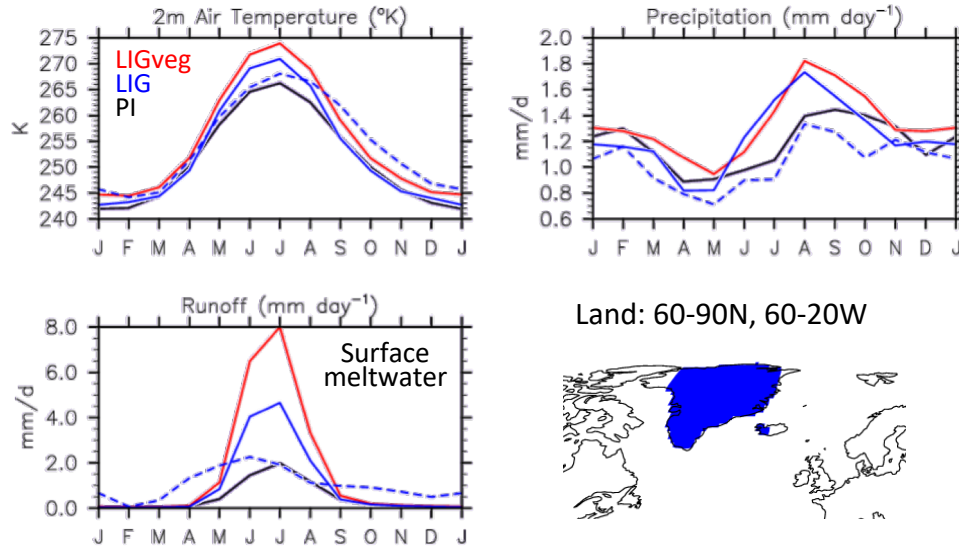 2m Air Temperature (°K)
275
270
265
260
255
250
245
240
K
LIGveg
LIG
PI
J F M A M J J A S O N D J
Precipitation (mm day⁻¹)
2.0
1.8
1.6
1.4
1.2
1.0
0.8
0.6
mm/d
J F M A M J J A S O N D J
Runoff (mm day⁻¹)
8.0
6.0
4.0
2.0
0.0
mm/d
Surface
meltwater
J F M A M J J A S O N D J
Land: 60-90N, 60-20W